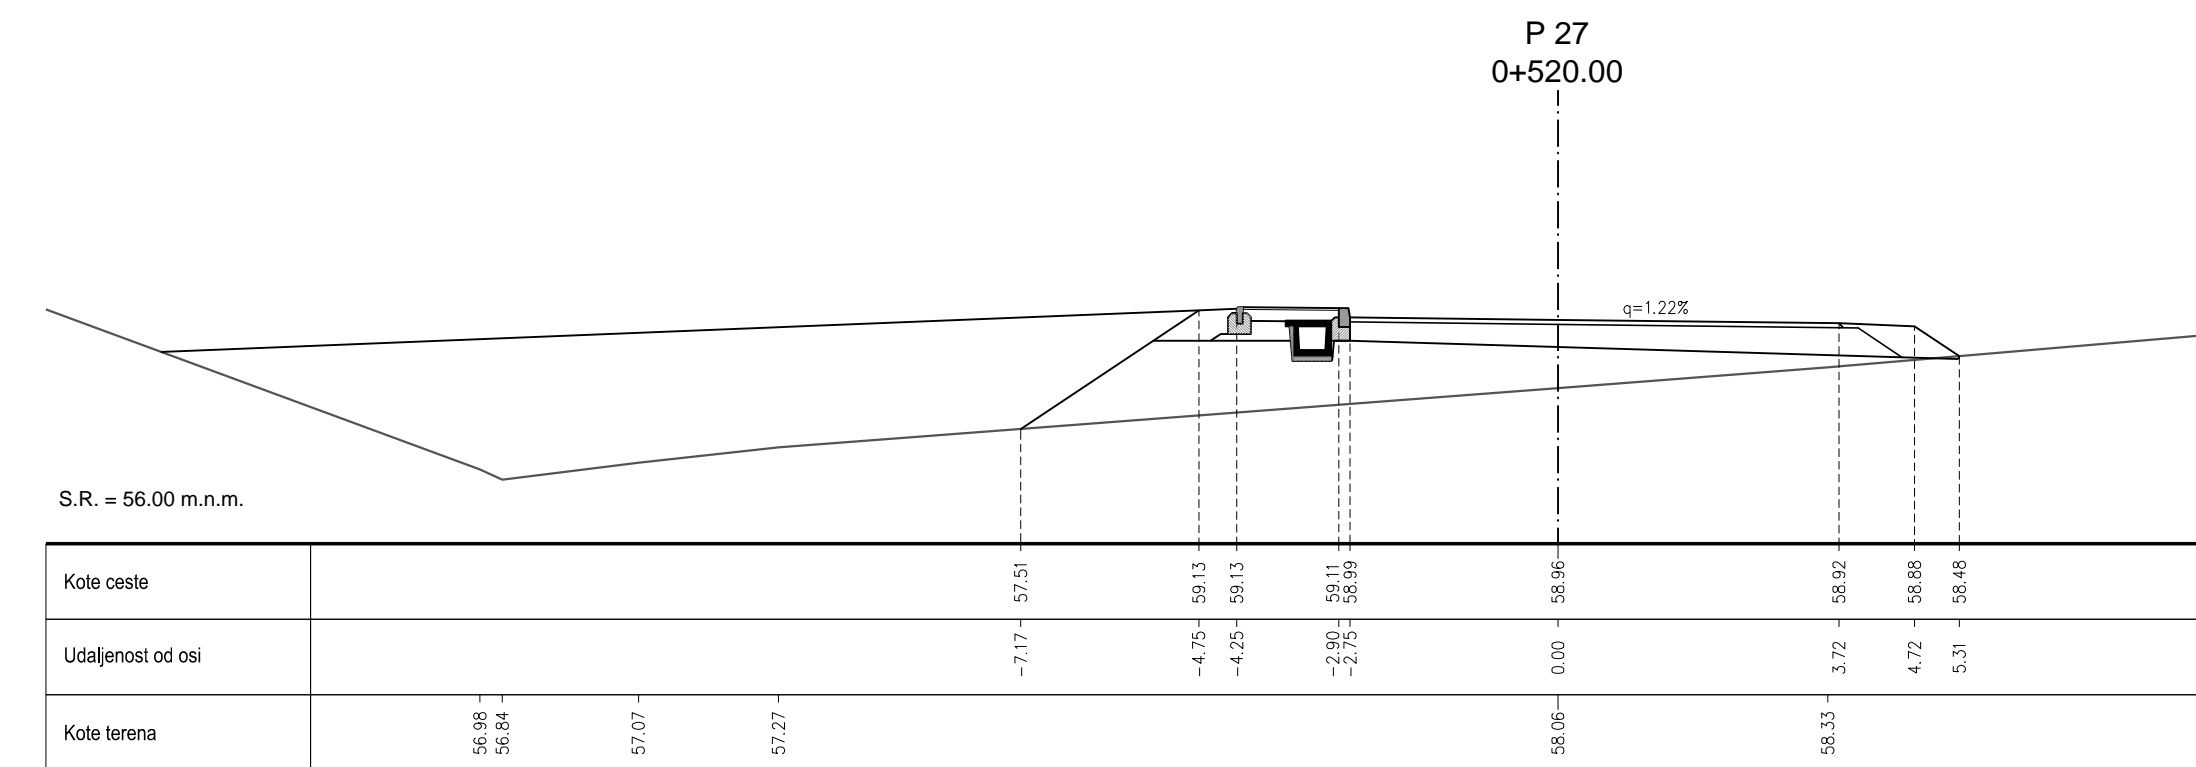 P 27
0+520.00
q=1.22%
S.R. = 56.00 m.n.m.
Kote ceste 57.51 59.13 59.13 59.11 58.99 58.96 58.92 58.88 58.48
Udaljenost od osi -7.17 -4.75 -4.25 -2.90 -2.75 0.00 3.72 4.72 5.31
Kote terena 56.98 56.84 57.07 57.27 58.06 58.33